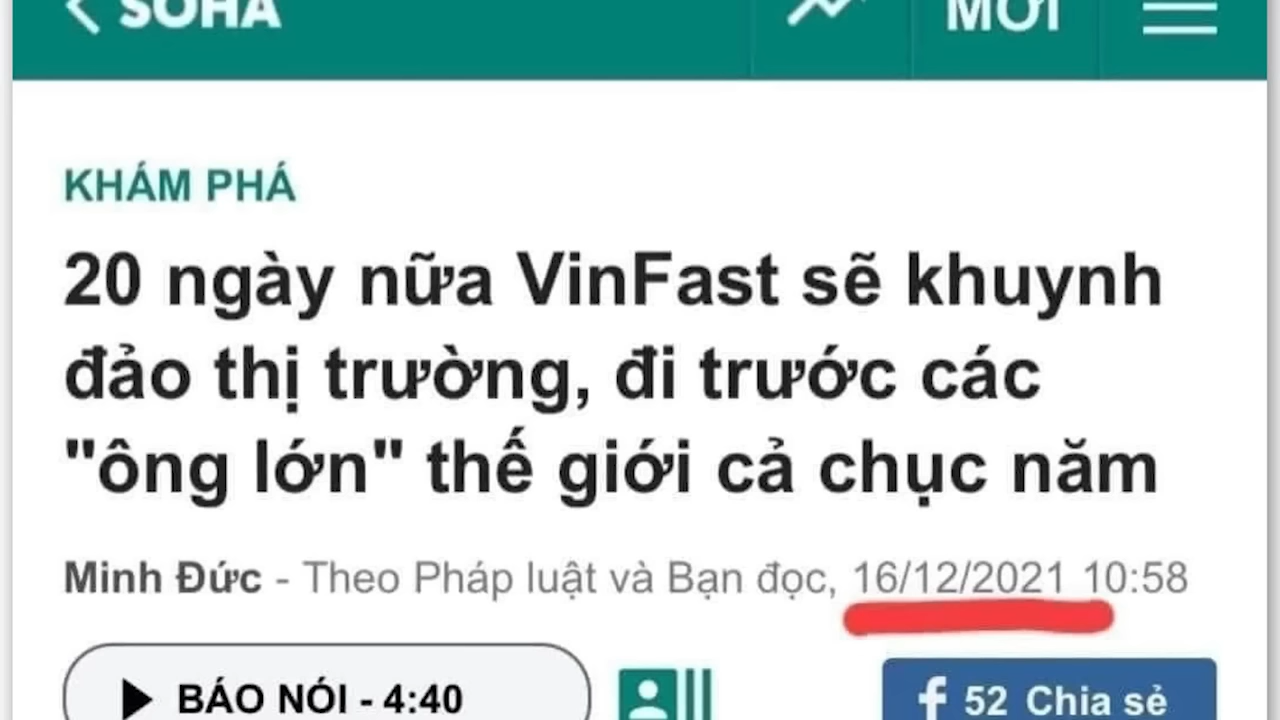 SOHA
MỚI
KHÁM PHÁ
20 ngày nữa VinFast sẽ khuynh
đảo thị trường, đi trước các
"ông lớn" thế giới cả chục năm
Minh Đức - Theo Pháp luật và Bạn đọc, 16/12/2021 10:58
BÁO NÓI - 4:40
52 Chia sẻ